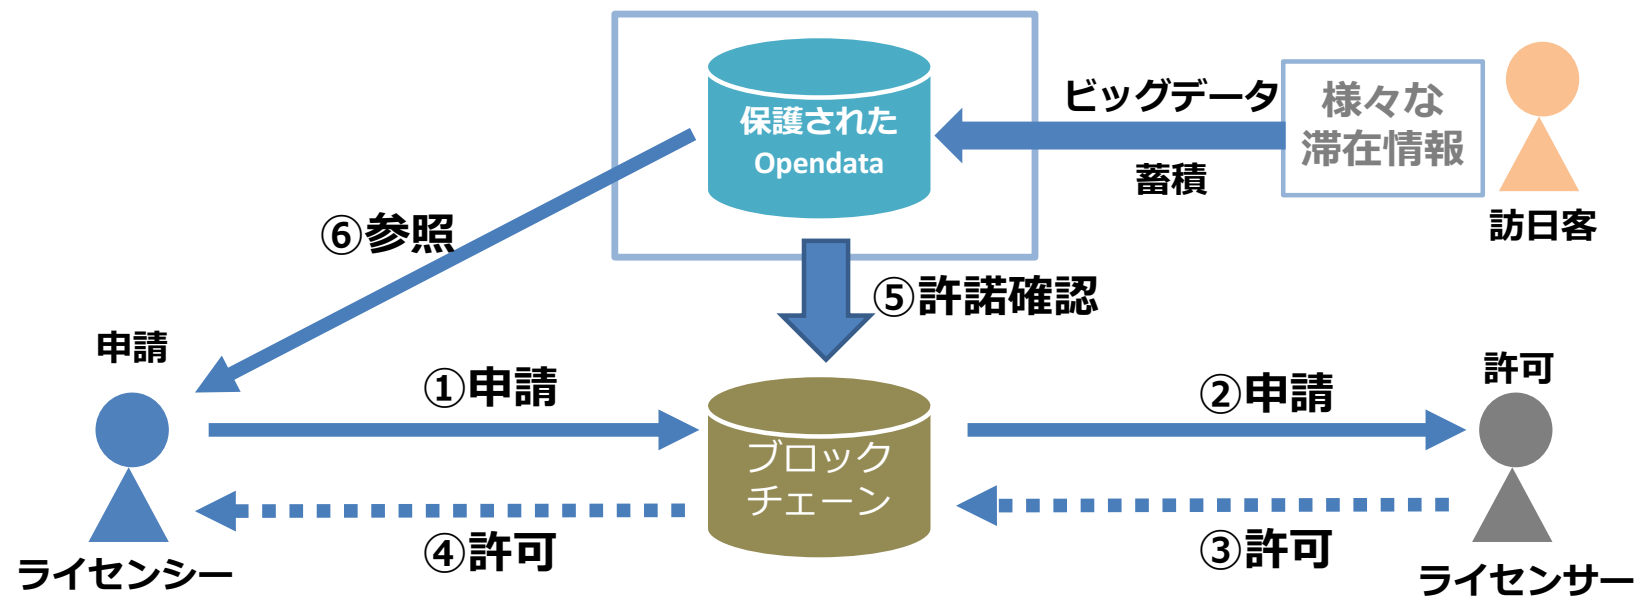 ビッグデータ
蓄積
様々な
滞在情報
訪日客
保護された
Opendata
⑥参照
⑤許諾確認
申請
①申請
②申請
許可
ブロック
チェーン
④許可
③許可
ライセンシー
ライセンサー